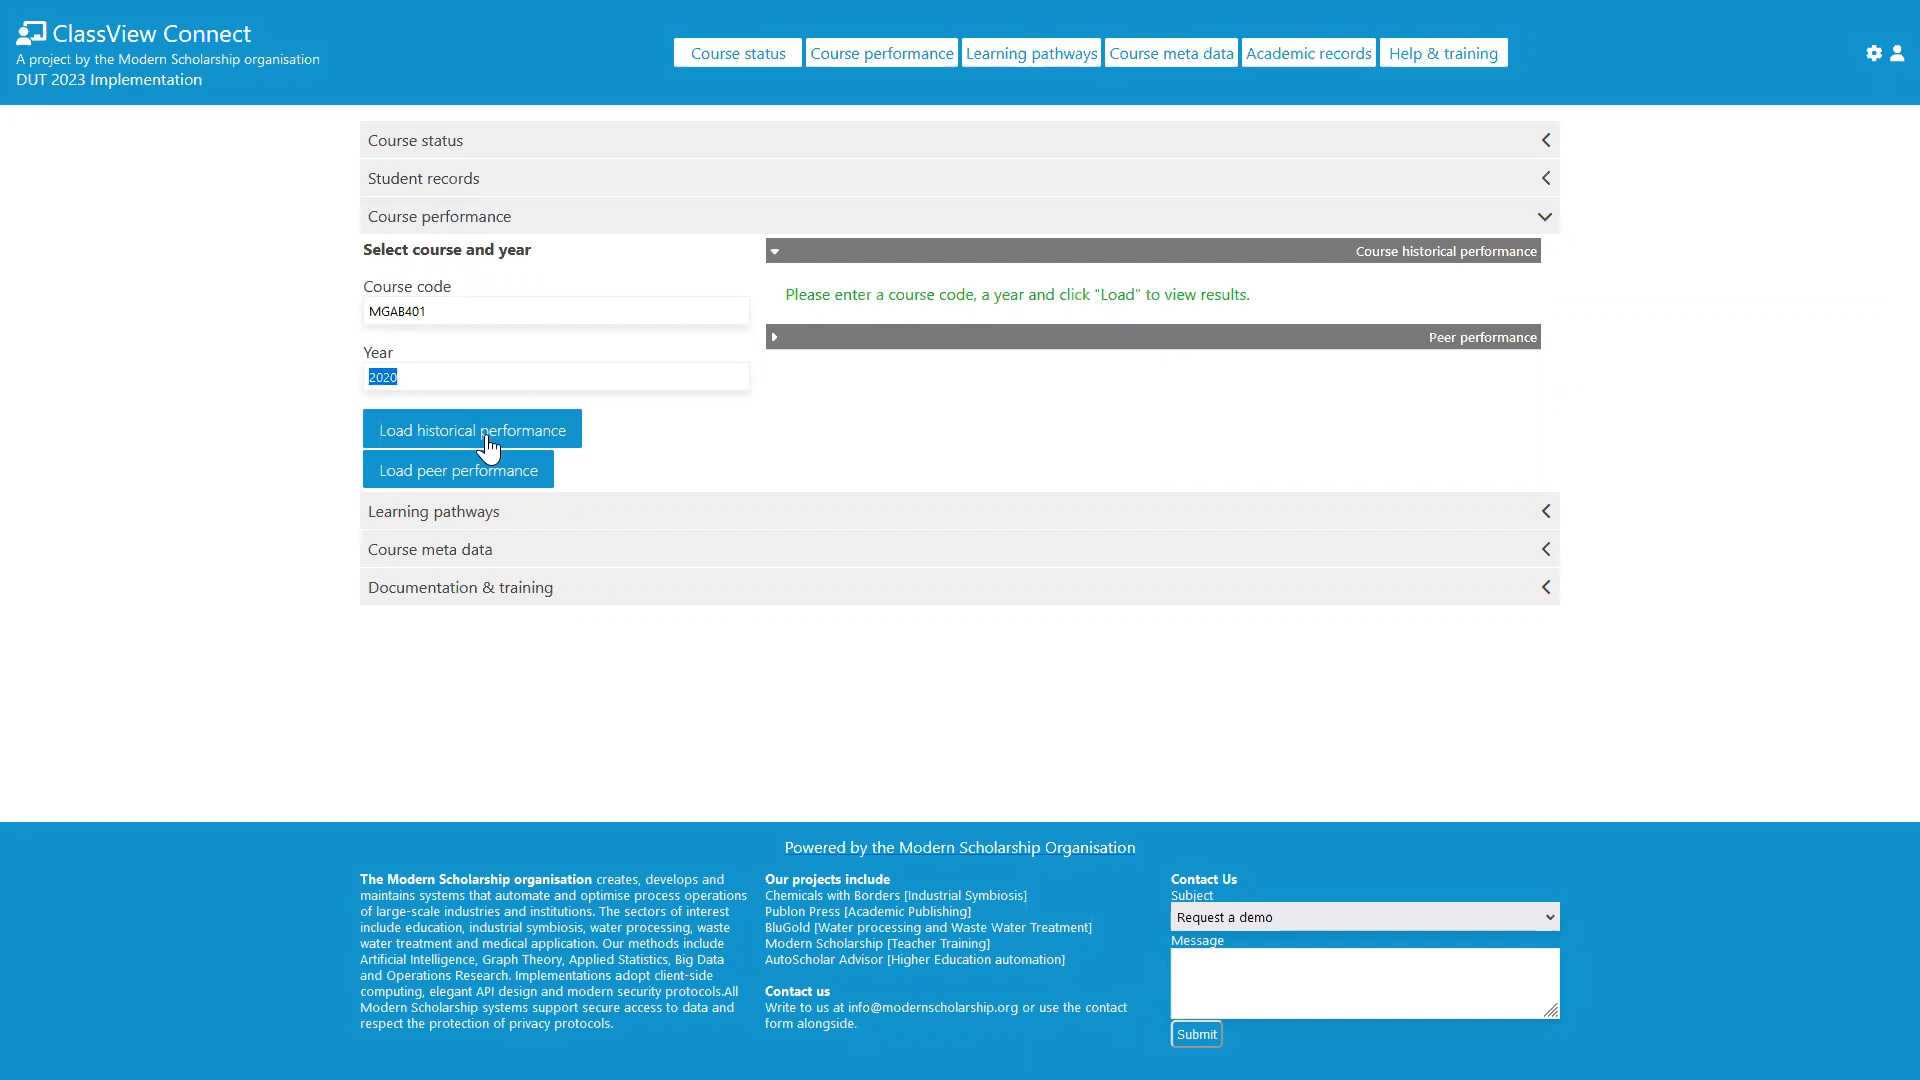 ClassView Connect
A project by the Modern Scholarship organisation
DUT 2023 Implementation
Course status
Course performance
Learning pathways
Course meta data
Academic records
Help & training
Course status
Student records
Course performance
Select course and year
Course code
MGAB401
Year
2020
Load historical performance
Load peer performance
Course historical performance
Please enter a course code, a year and click "Load" to view results.
Peer performance
Learning pathways
Course meta data
Documentation & training
Powered by the Modern Scholarship Organisation
The Modern Scholarship organisation creates, develops and
maintains systems that automate and optimise process operations
of large-scale industries and institutions. The sectors of interest
include education, industrial symbiosis, water processing, waste
water treatment and medical application. Our methods include
Artificial Intelligence, Graph Theory, Applied Statistics, Big Data
and Operations Research. Implementations adopt client-side
computing, elegant API design and modern security protocols.All
Modern Scholarship systems support secure access to data and
respect the protection of privacy protocols.
Our projects include
Chemicals with Borders [Industrial Symbiosis]
Publon Press [Academic Publishing]
BluGold [Water processing and Waste Water Treatment]
Modern Scholarship [Teacher Training]
AutoScholar Advisor [Higher Education automation]
Contact us
Write to us at info@modernscholarship.org or use the contact
form alongside.
Contact Us
Subject
Request a demo
Message
Submit